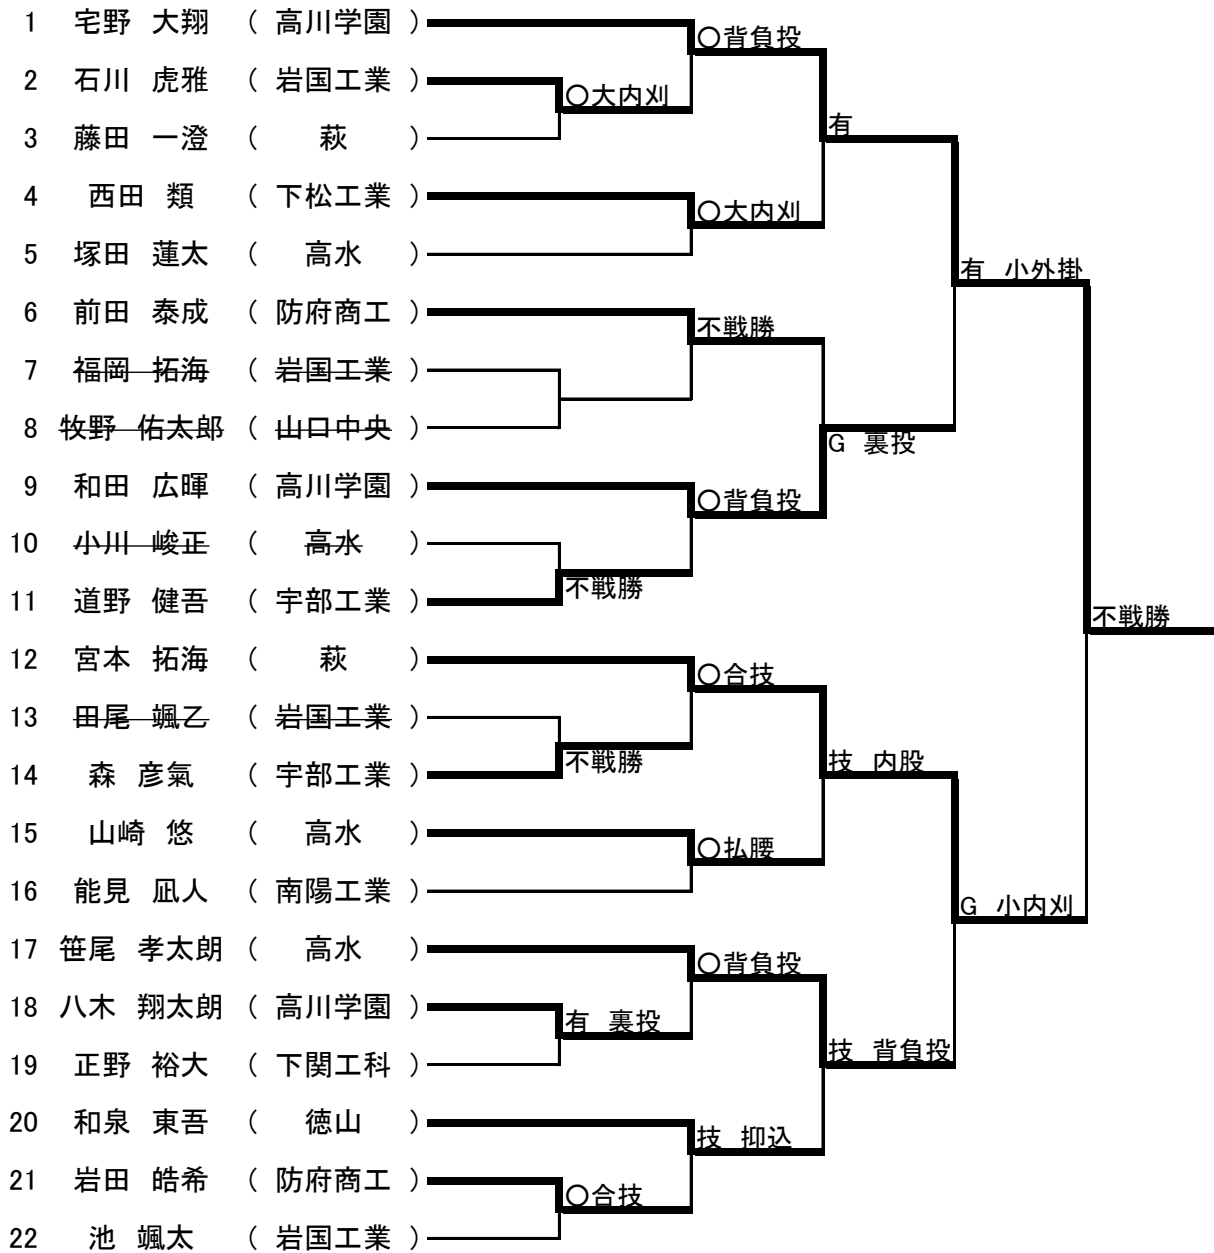 1 宅野 大翔 ( 高川学園 )
○背負投
2 石川 虎雅 ( 岩国工業 )
○大内刈
3 藤田 一澄 ( 萩 )
有
4 西田 類 ( 下松工業 )
○大内刈
5 塚田 蓮太 ( 高水 )
有 小外掛
6 前田 泰成 ( 防府商工 )
不戦勝
7 福岡 拓海 ( 岩国工業 )
8 牧野 佑太郎 ( 山口中央 )
G 裏投
9 和田 広暉 ( 高川学園 )
○背負投
10 小川 峻正 ( 高水 )
不戦勝
11 道野 健吾 ( 宇部工業 )
不戦勝
12 宮本 拓海 ( 萩 )
○合技
13 田尾 颯乙 ( 岩国工業 )
不戦勝
技 内股
14 森 彦氣 ( 宇部工業 )
15 山崎 悠 ( 高水 )
○払腰
16 能見 凪人 ( 南陽工業 )
G 小内刈
17 笹尾 孝太朗 ( 高水 )
○背負投
18 八木 翔太朗 ( 高川学園 )
有 裏投
技 背負投
19 正野 裕大 ( 下関工科 )
20 和泉 東吾 ( 徳山 )
技 抑込
21 岩田 皓希 ( 防府商工 )
○合技
22 池 颯太 ( 岩国工業 )